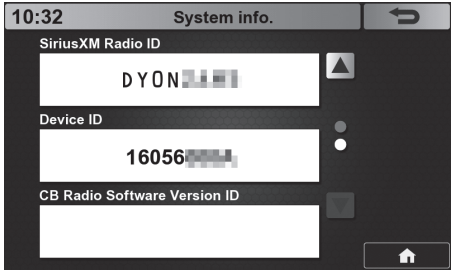 10:32 System info.
SiriusXM Radio ID
DYON
Device ID
16056
CB Radio Software Version ID